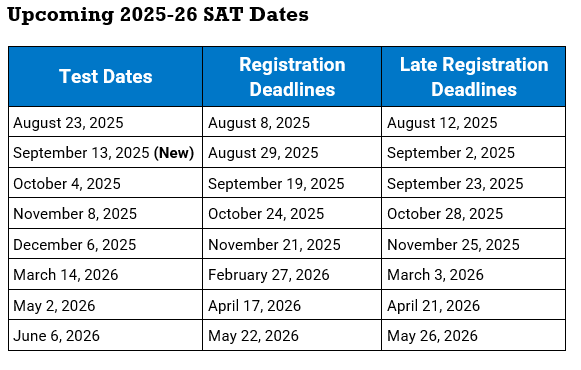 Upcoming 2025-26 SAT Dates
Test Dates
Registration
Deadlines
Late Registration
Deadlines
August 23, 2025 August 8, 2025 August 12, 2025
September 13, 2025 (New) August 29, 2025 September 2, 2025
October 4, 2025 September 19, 2025 September 23, 2025
November 8, 2025 October 24, 2025 October 28, 2025
December 6, 2025 November 21, 2025 November 25, 2025
March 14, 2026 February 27, 2026 March 3, 2026
May 2, 2026 April 17, 2026 April 21, 2026
June 6, 2026 May 22, 2026 May 26, 2026